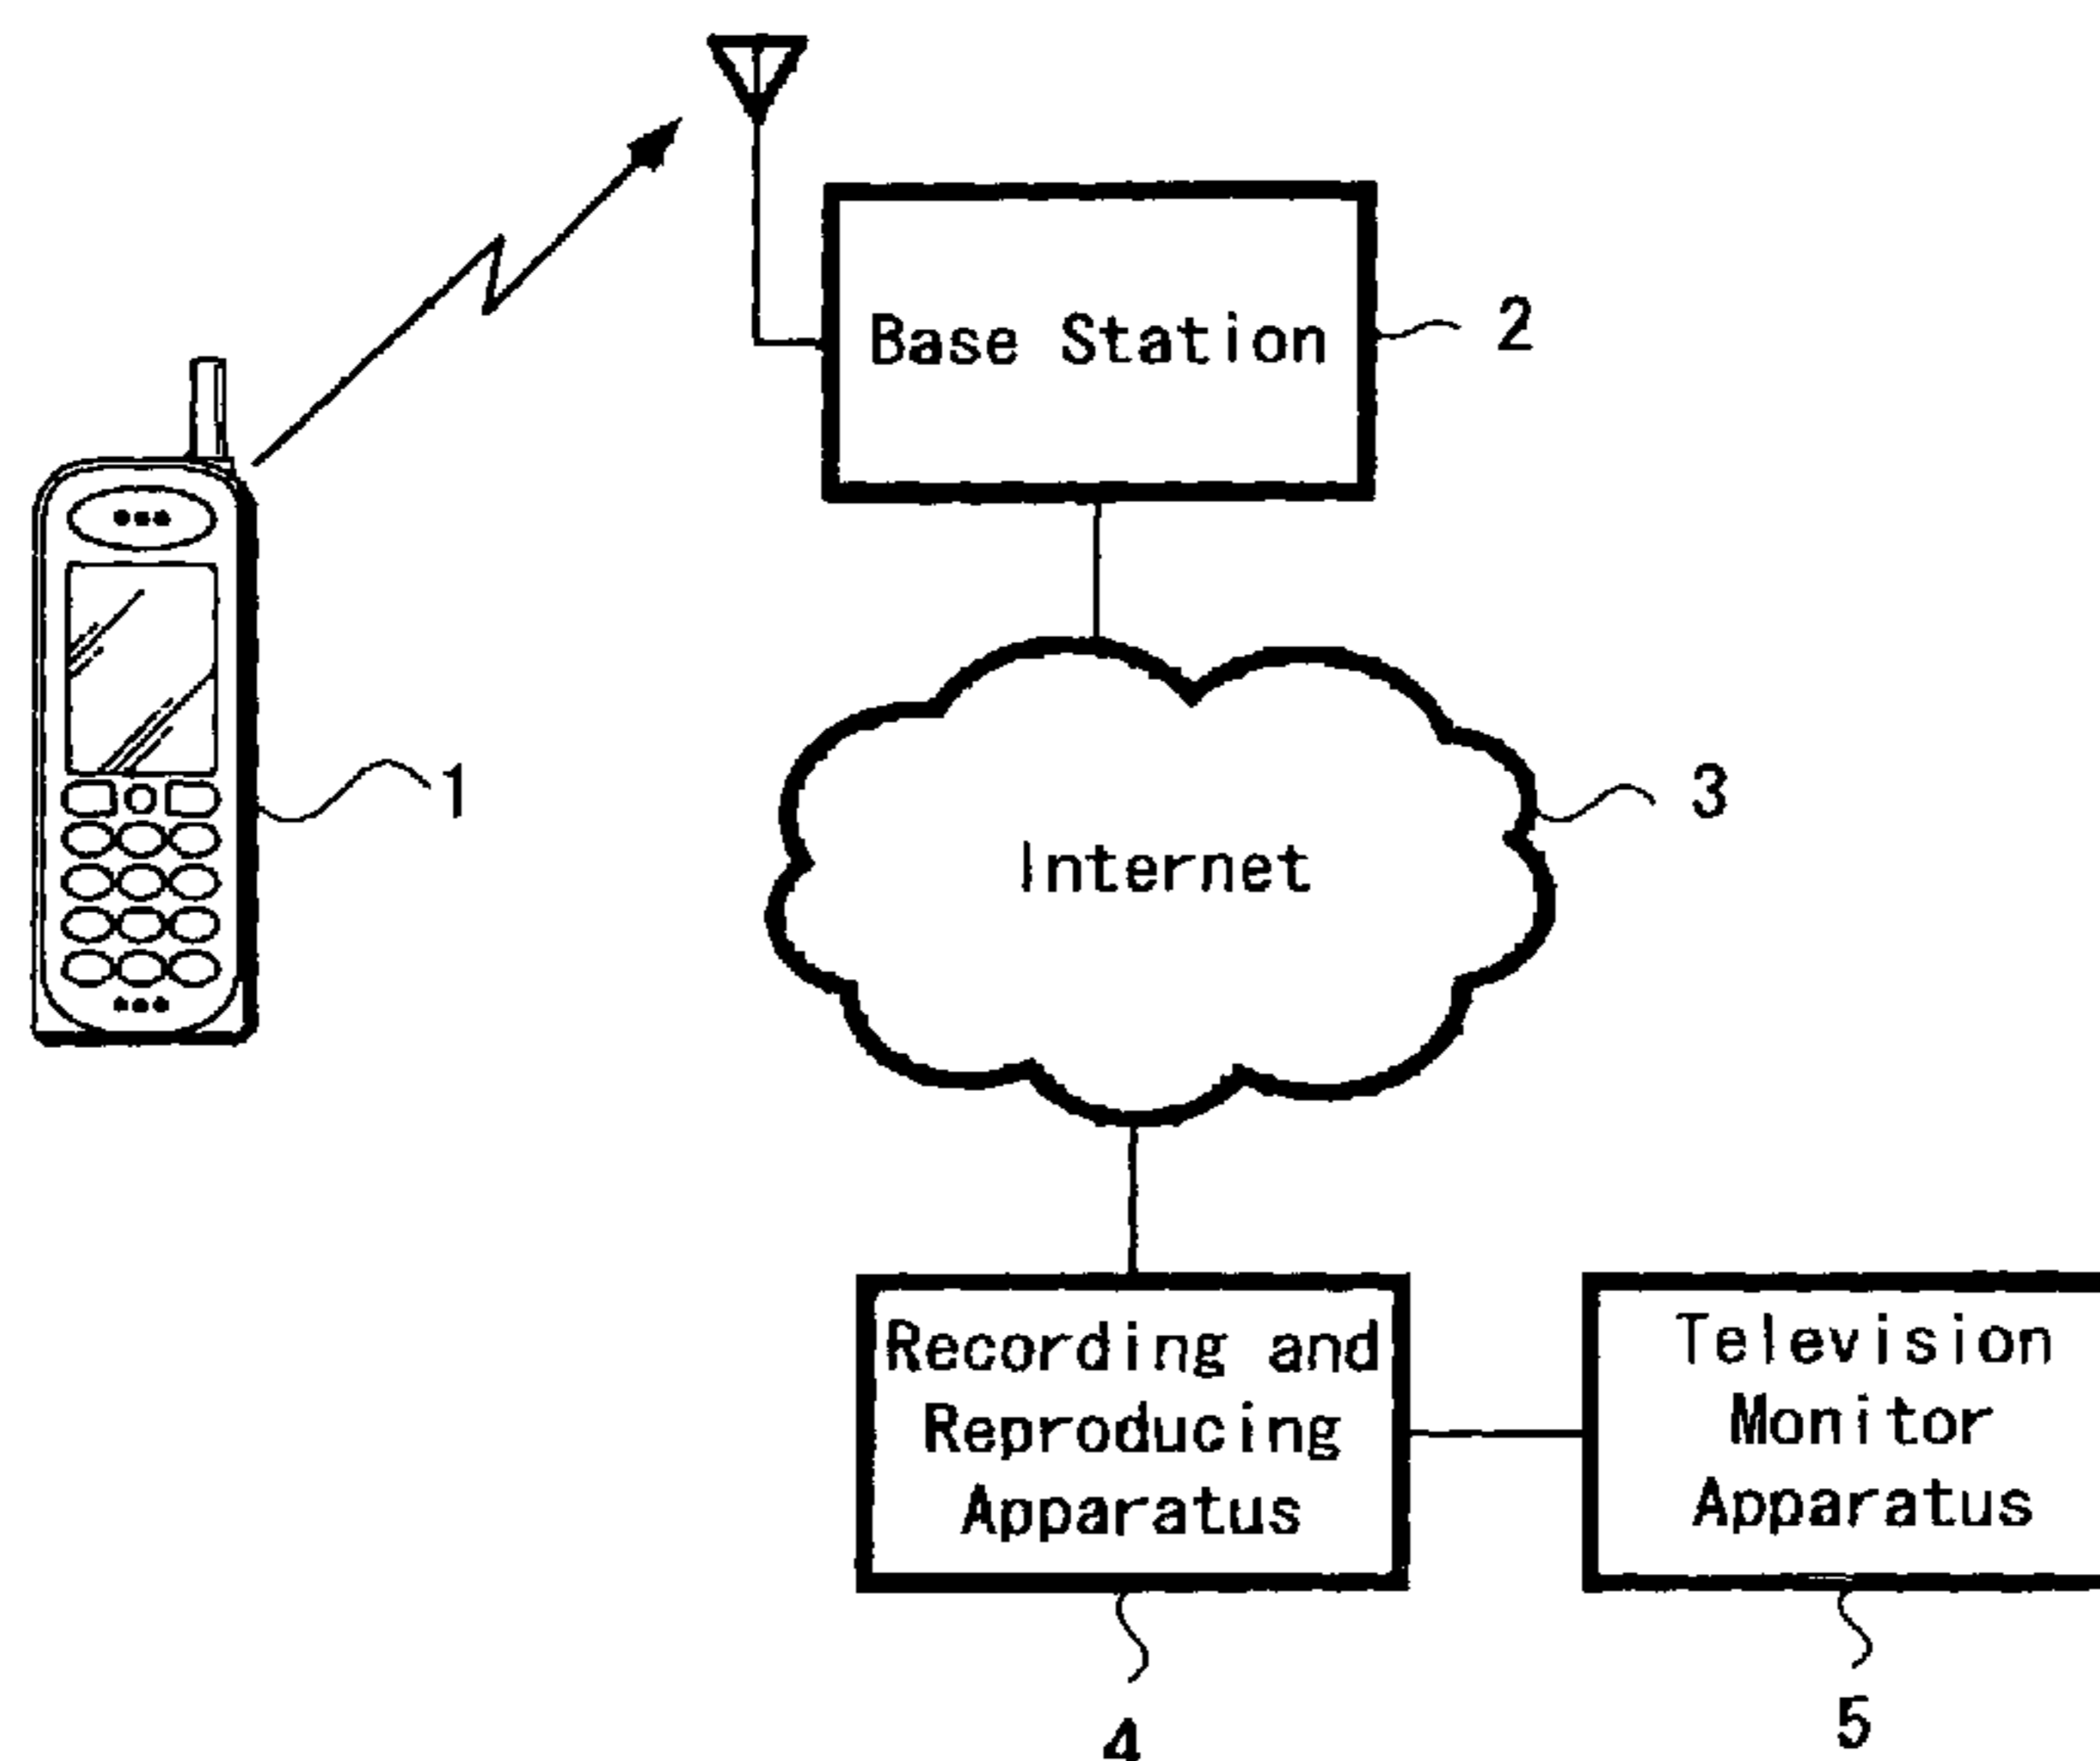 Base Station
2
1
3
Internet
Recording and
Reproducing
Apparatus
Television
Monitor
Apparatus
4
5